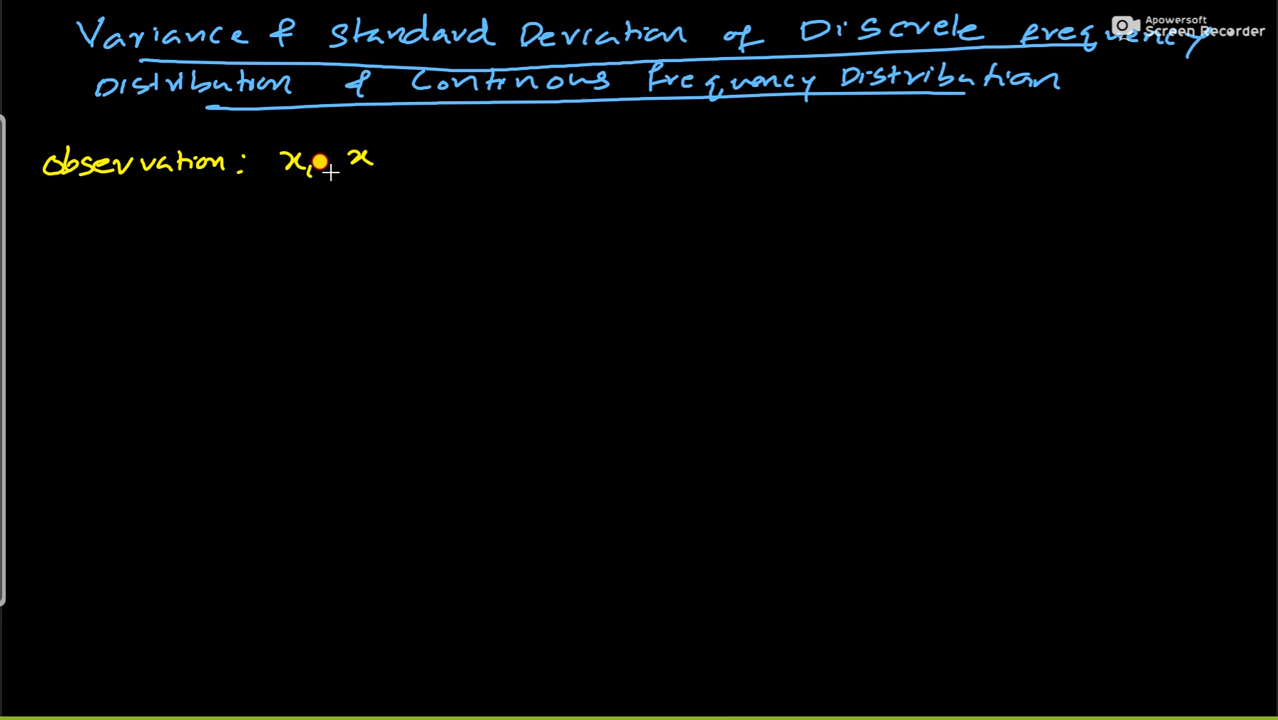 Variance & Standard Deviation of Discrete frequency
Distribution & Continous Frequency Distribution
Apowersoft
Screen Recorder
Observation: x₁ x